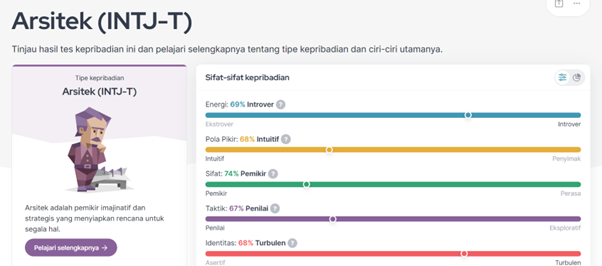 Arsitek (INTJ-T)
Tinjau hasil tes kepribadian ini dan pelajari selengkapnya tentang tipe kepribadian dan ciri-ciri utamanya.
Tipe kepribadian
Arsitek (INTJ-T)
Arsitek adalah pemikir imajinatif dan
strategis yang menyiapkan rencana untuk
segala hal.
Pelajari selengkapnya →
Sifat-sifat kepribadian
Energi: 69% Introver ?
Ekstrover Introver
Pola Pikir: 68% Intuitif ?
Intuitif Penyimak
Sifat: 74% Pemikir ?
Pemikir Perasa
Taktik: 67% Penilai ?
Penilai Eksploratif
Identitas: 68% Turbulen ?
Asertif Turbulen